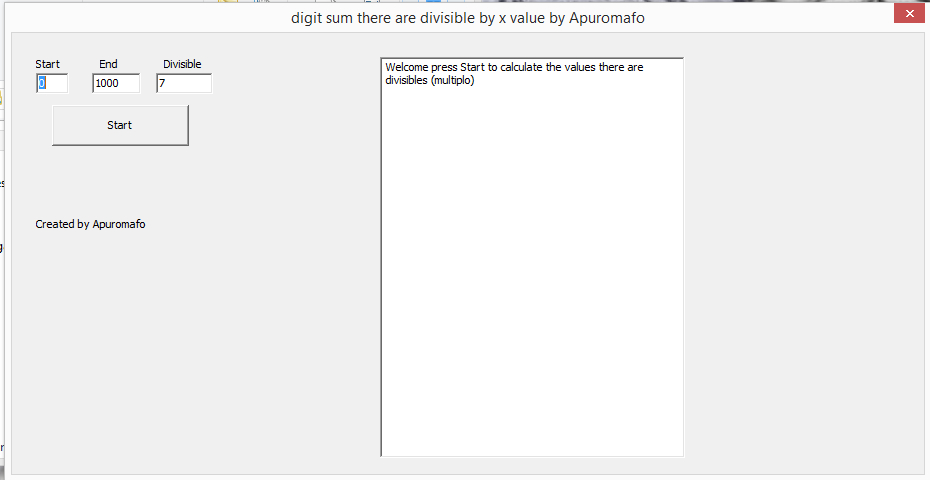 digit sum there are divisible by x value by Apuromafo
Start End Divisible
0 1000 7
Start
Created by Apuromafo
Welcome press Start to calculate the values there are
divisibles (multiplo)